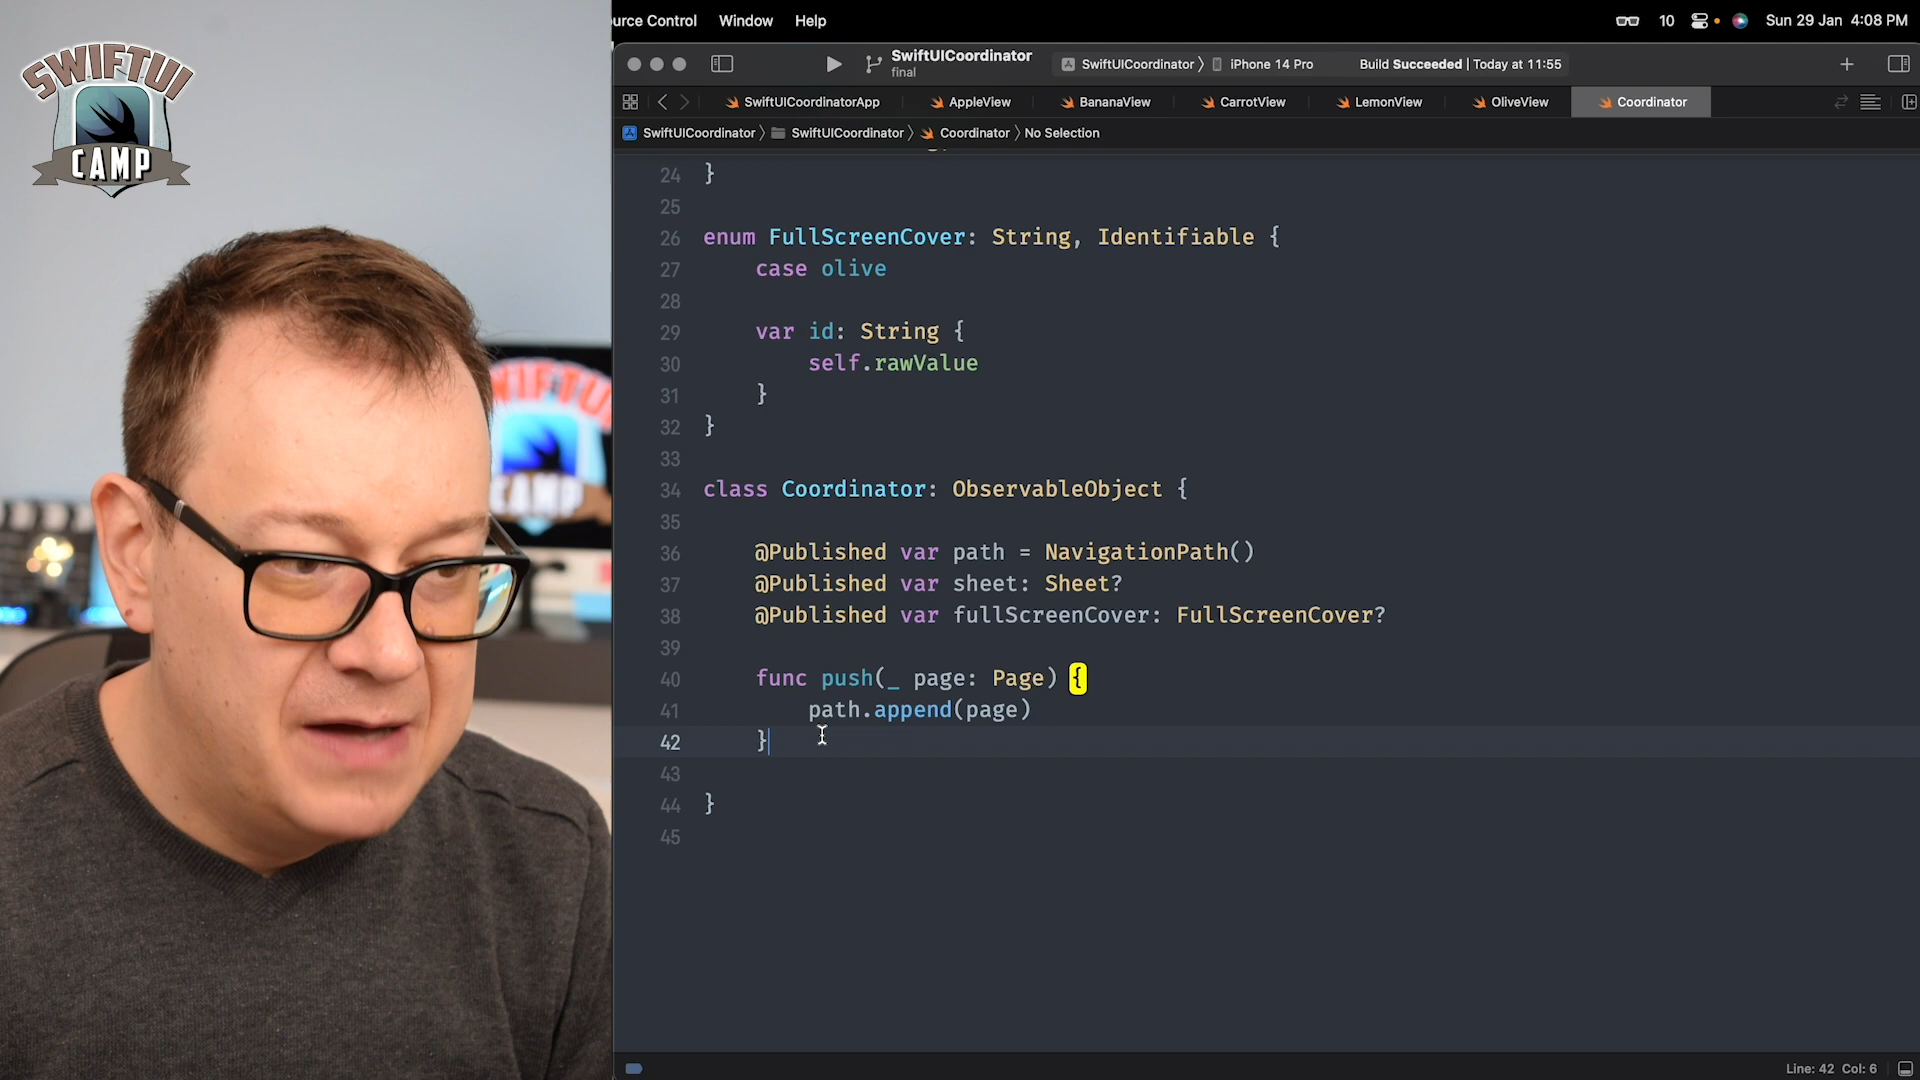 SWIFTUI
CAMP
urce Control Window Help
10 Sun 29 Jan 4:08 PM
SwiftUICoordinator
final
SwiftUICoordinator iPhone 14 Pro Build Succeeded | Today at 11:55
SwiftUICoordinatorApp AppleView BananaView CarrotView LemonView OliveView Coordinator
SwiftUICoordinator SwiftUICoordinator Coordinator No Selection
24 }
25
26 enum FullScreenCover: String, Identifiable {
27 case olive
28
29 var id: String {
30 self.rawValue
31 }
32 }
33
34 class Coordinator: ObservableObject {
35
36 @Published var path = NavigationPath()
37 @Published var sheet: Sheet?
38 @Published var fullScreenCover: FullScreenCover?
39
40 func push(_ page: Page) {
41 path.append(page)
42 }
43
44 }
45
Line: 42 Col: 6
SWIFTU
CAMP